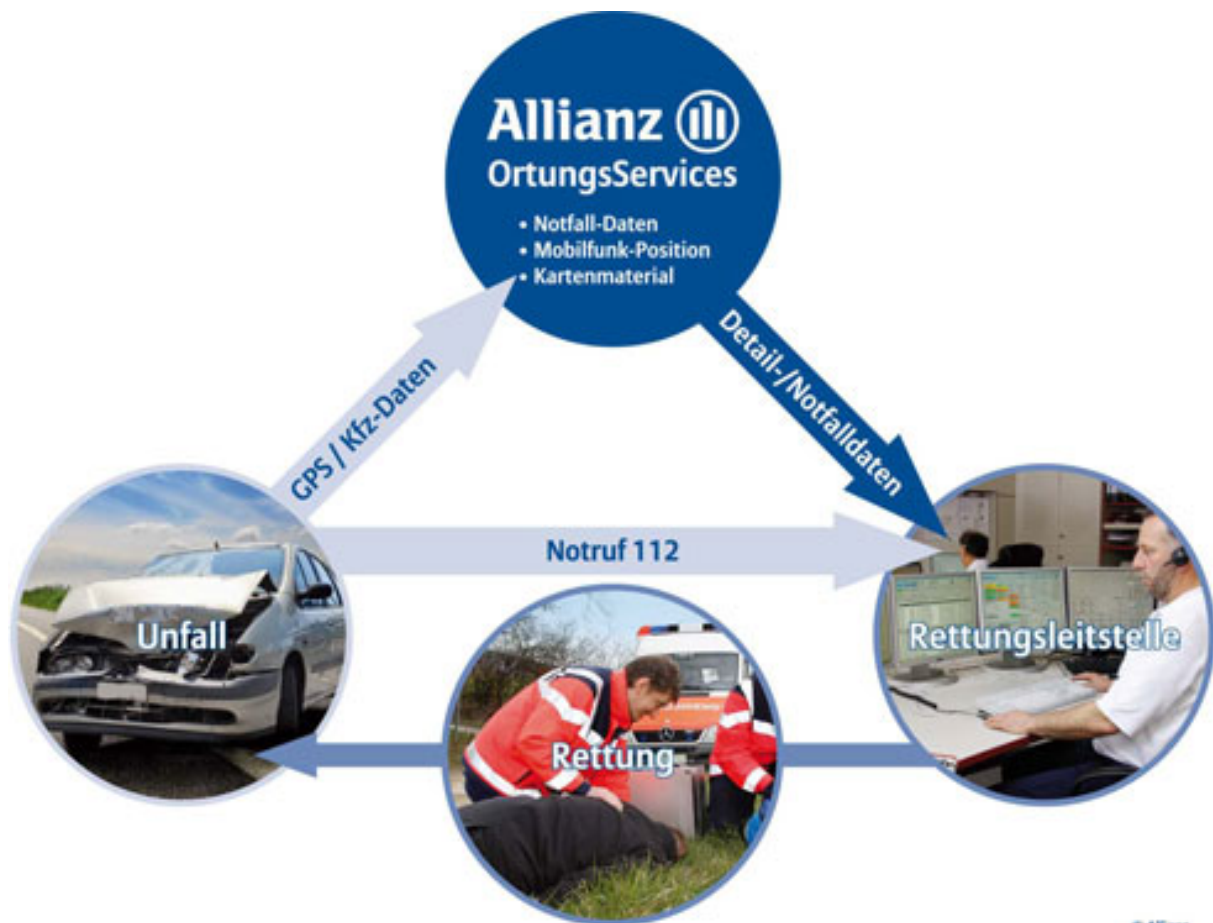 Allianz
OrtungsServices
• Notfall-Daten
• Mobilfunk-Position
• Kartenmaterial
GPS / Kfz-Daten
Detail-/Notfalldaten
Notruf 112
Unfall
Rettungsleitstelle
Rettung